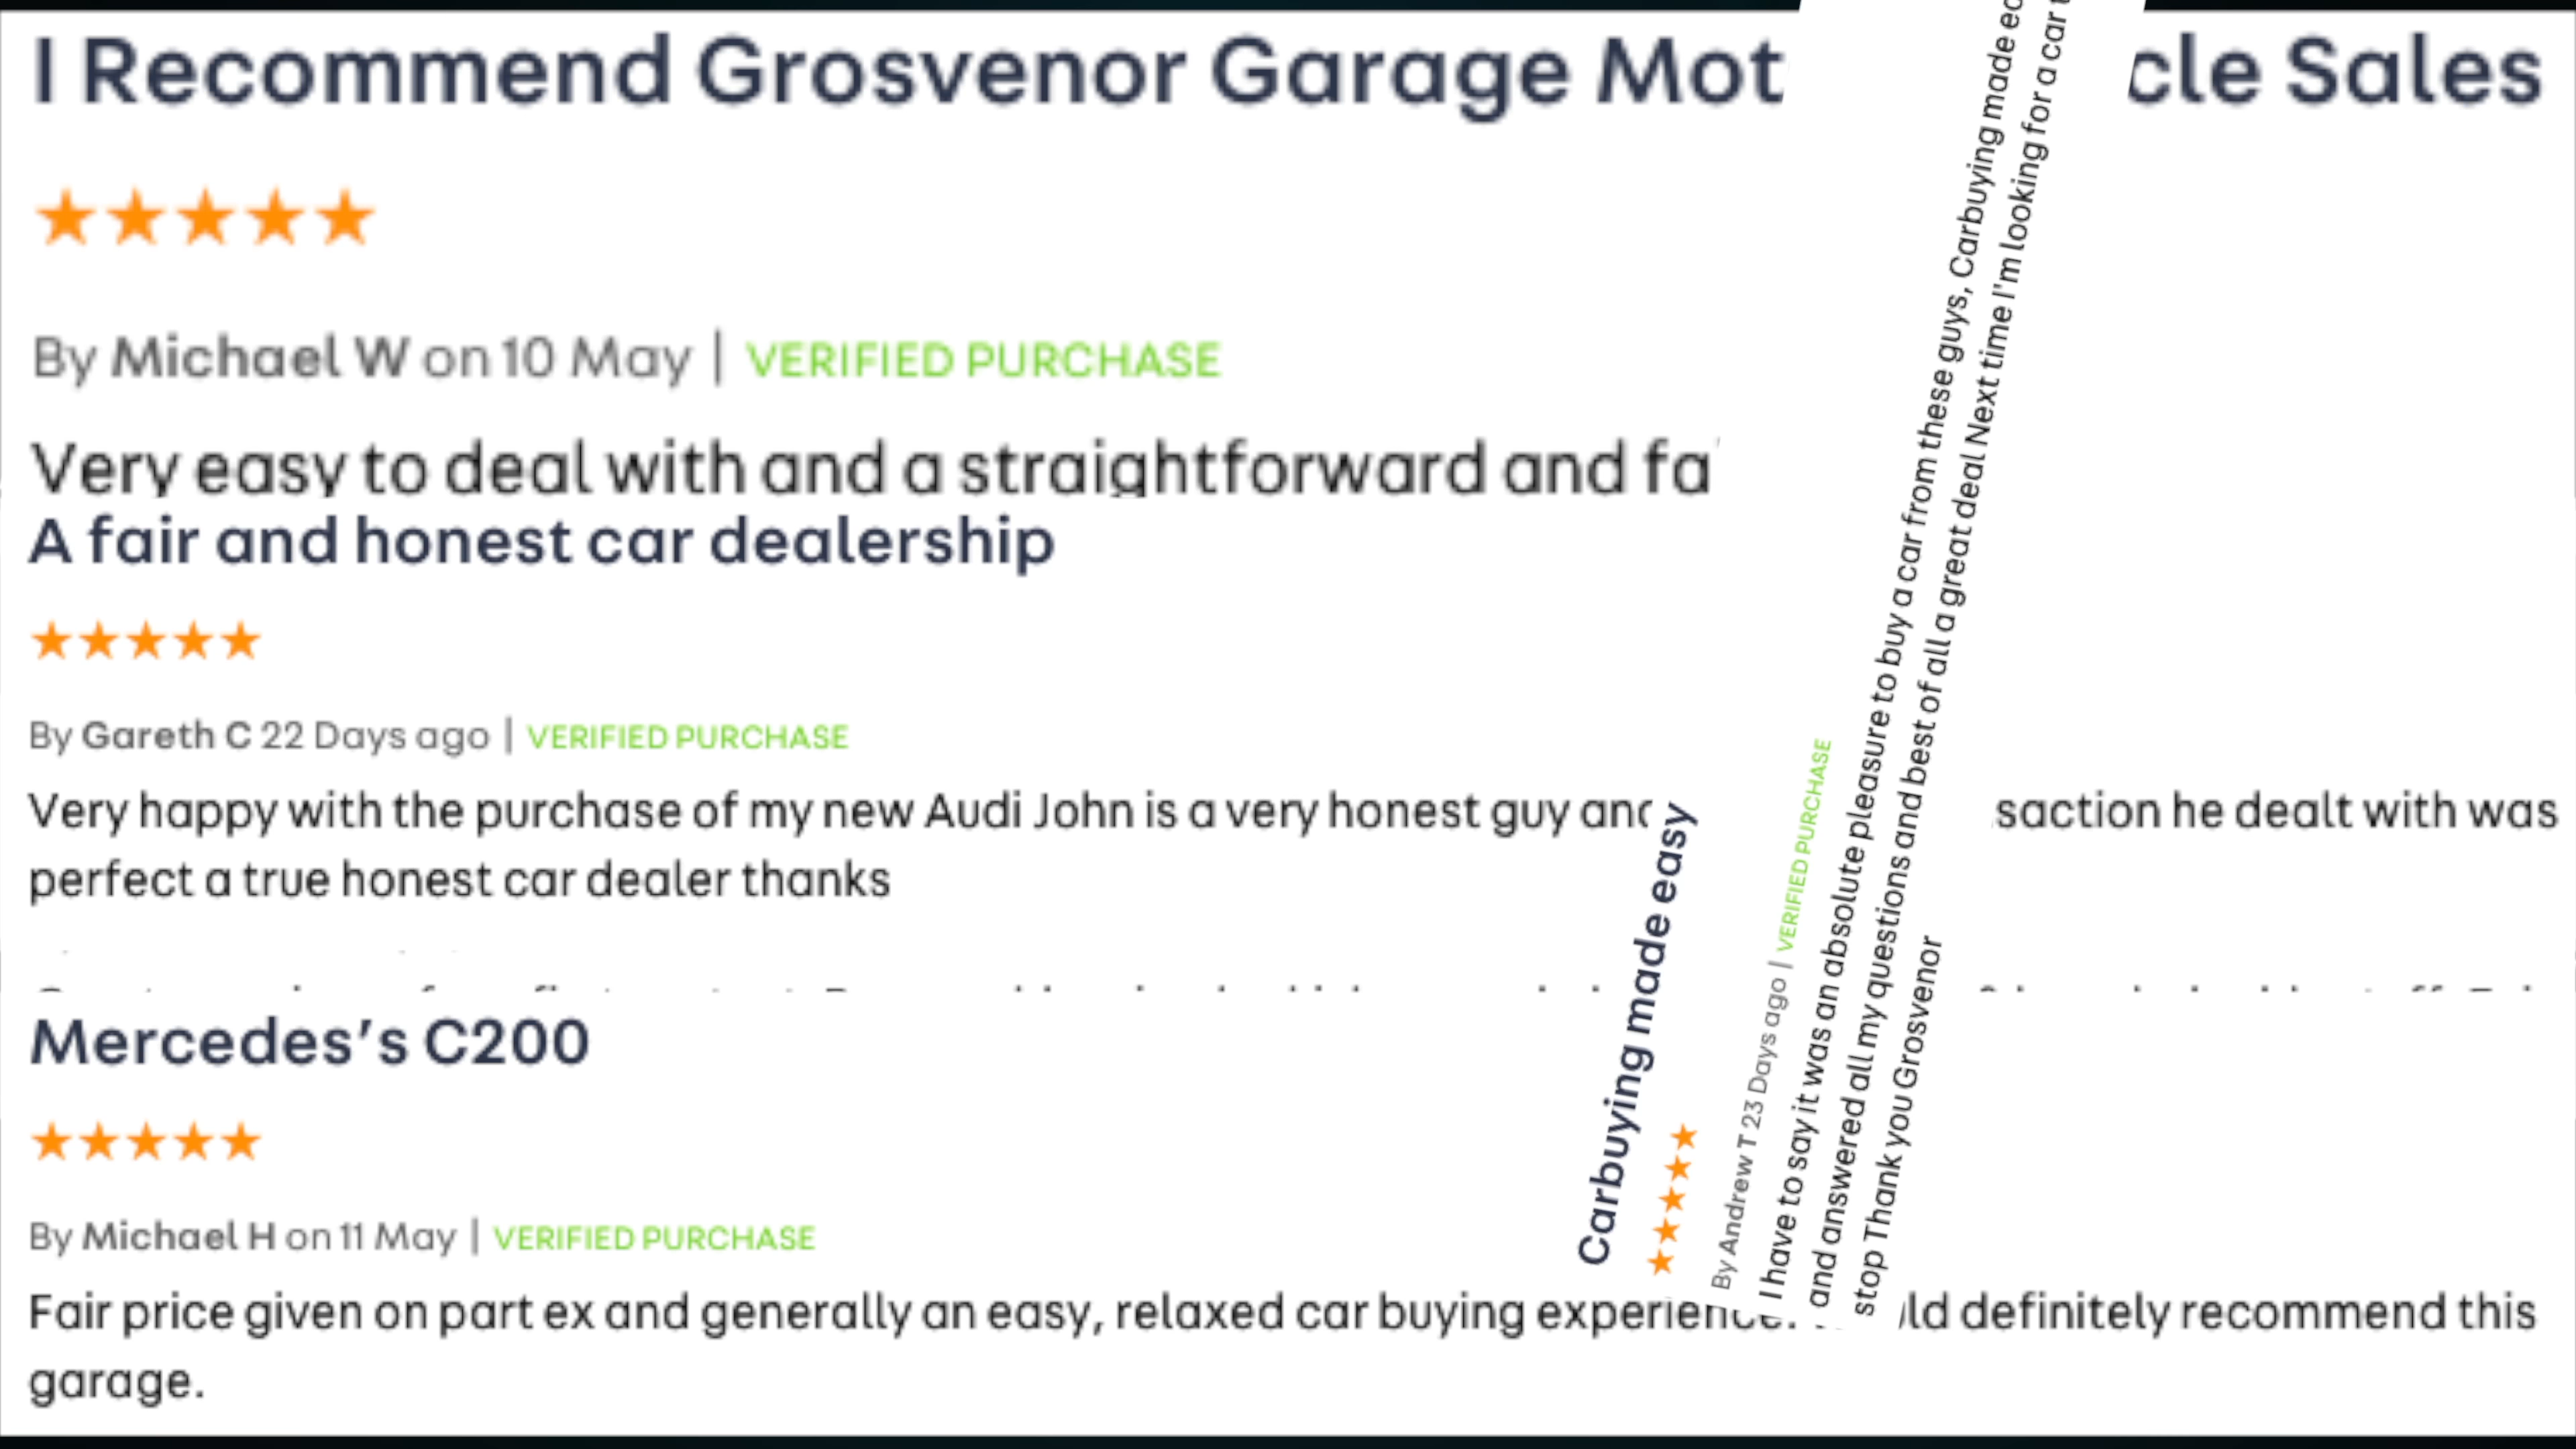 I Recommend Grosvenor Garage Mot cle Sales
By Michael W on 10 May | VERIFIED PURCHASE
Very easy to deal with and a straightforward and
A fair and honest car dealership
By Gareth C 22 Days ago | VERIFIED PURCHASE
Very happy with the purchase of my new Audi John is a very honest guy and saction he dealt with was
perfect a true honest car dealer thanks
Mercedes’s C200
By Michael H on 11 May | VERIFIED PURCHASE
Fair price given on part ex and generally an easy, relaxed car buying experience. ld definitely recommend this
garage.
Carbuying made easy
By Andrew T 23 Days ago | VERIFIED PURCHASE
I have to say it was an absolute pleasure to buy a car from these guys, Carbuying made
and answered all my questions and best of all a great deal Next time I'm looking for a car
stop Thank you Grosvenor